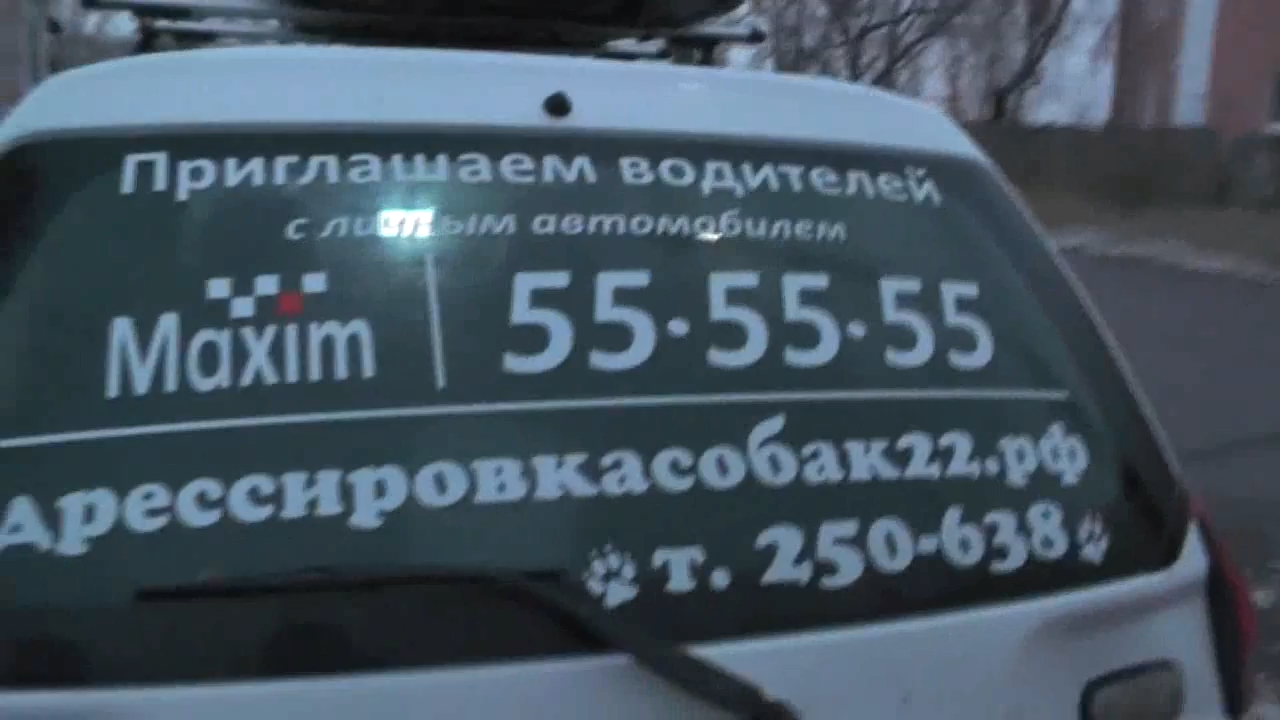 Приглашаем водителей
с личным автомобилем
Maxim 55·55·55
дрессировкасобак22.рф
т. 250-638